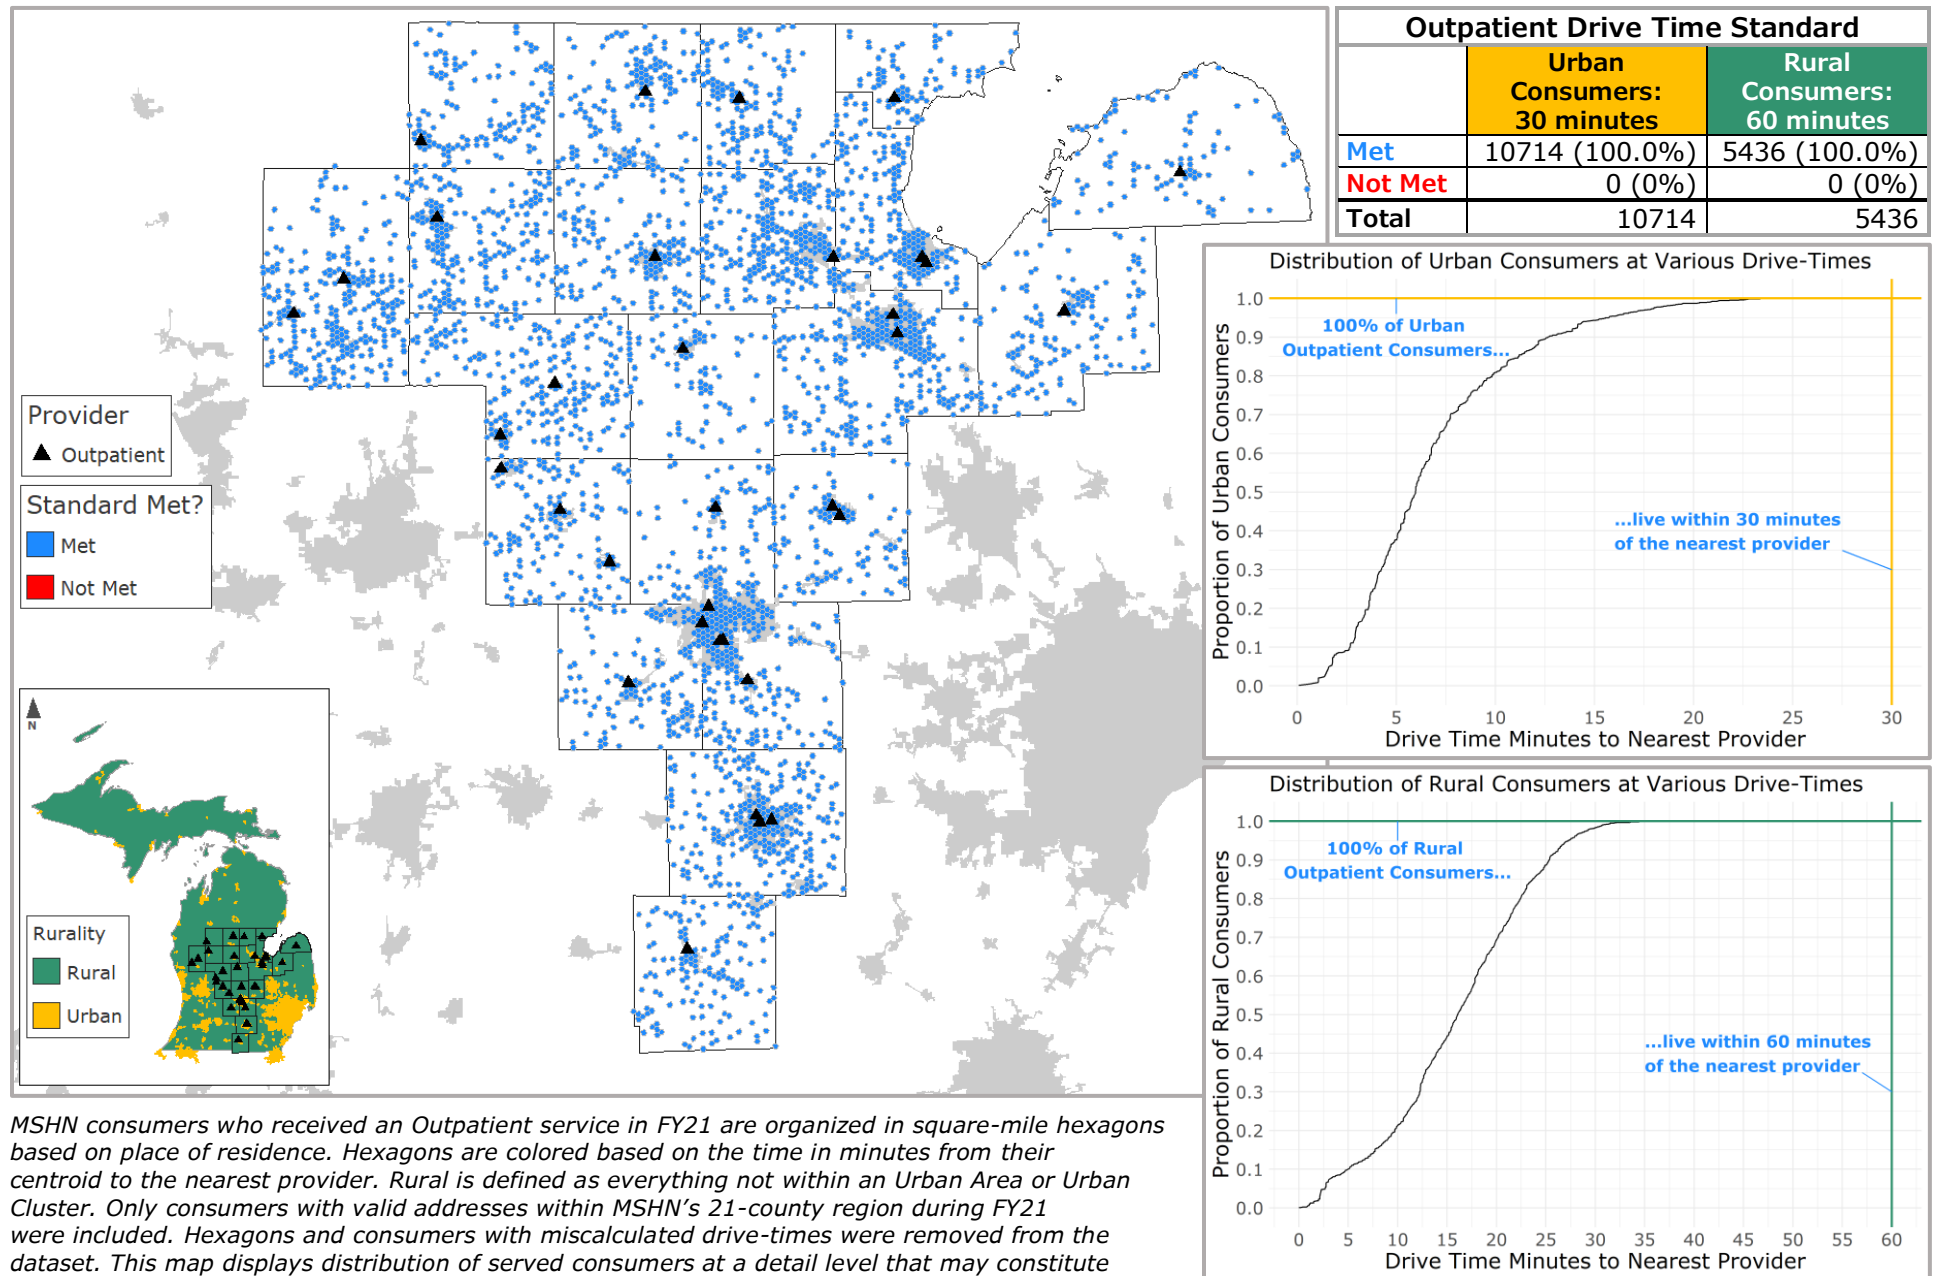 Provider
Outpatient
Standard Met?
Met
Not Met
N
Rurality
Rural
Urban
Outpatient Drive Time Standard
Urban Consumers: 30 minutes
Rural Consumers: 60 minutes
Met 10714 (100.0%) 5436 (100.0%)
Not Met 0 (0%) 0 (0%)
Total 10714 5436
Distribution of Urban Consumers at Various Drive-Times
Proportion of Urban Consumers
1.0
0.9
0.8
0.7
0.6
0.5
0.4
0.3
0.2
0.1
0.0
100% of Urban
Outpatient Consumers...
...live within 30 minutes
of the nearest provider
0 5 10 15 20 25 30
Drive Time Minutes to Nearest Provider
Distribution of Rural Consumers at Various Drive-Times
Proportion of Rural Consumers
1.0
0.9
0.8
0.7
0.6
0.5
0.4
0.3
0.2
0.1
0.0
100% of Rural
Outpatient Consumers...
...live within 60 minutes
of the nearest provider
0 5 10 15 20 25 30 35 40 45 50 55 60
Drive Time Minutes to Nearest Provider
MSHN consumers who received an Outpatient service in FY21 are organized in square-mile hexagons
based on place of residence. Hexagons are colored based on the time in minutes from their
centroid to the nearest provider. Rural is defined as everything not within an Urban Area or Urban
Cluster. Only consumers with valid addresses within MSHN's 21-county region during FY21
were included. Hexagons and consumers with miscalculated drive-times were removed from the
dataset. This map displays distribution of served consumers at a detail level that may constitute